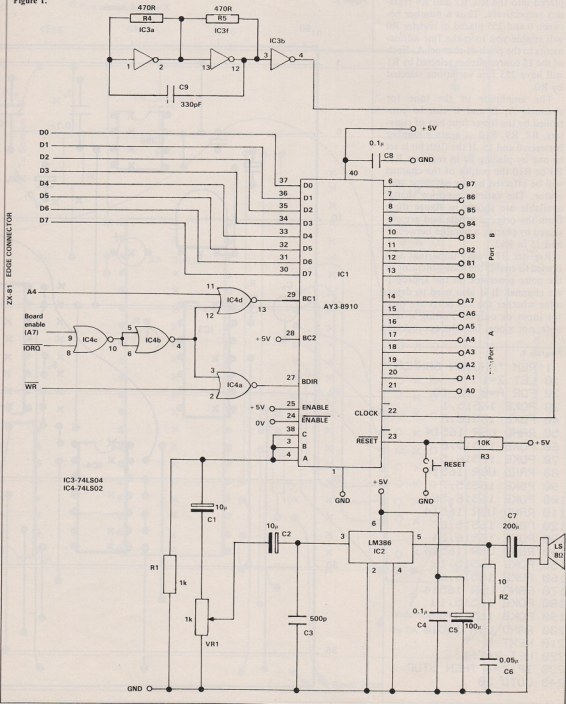 Figure 1.
470R
R4
IC3a
470R
R5
IC3f
IC3b
1 2
13 12
3 4
C9
330pF
ZX-81 EDGE CONNECTOR
D0
D1
D2
D3
D4
D5
D6
D7
A4
Board
enable
(A7)
IORQ
WR
9
8
IC4c
10
5
6
IC4b
4
11
12
IC4d
13
3
2
IC4a
37 D0
36 D1
35 D2
34 D3
33 D4
32 D5
31 D6
30 D7
29 BC1
+5V 28 BC2
27 BDIR
+5V 25 ENABLE
0V 24 ENABLE
38 C
3 B
4 A
IC1
AY3-8910
CLOCK 22
RESET 23
1
GND
40
+5V
0.1µ
C8
GND
6 B7
7 B6
8 B5
9 B4
10 B3
11 B2
12 B1
13 B0
Port B
14 A7
15 A6
16 A5
17 A4
18 A3
19 A2
20 A1
21 A0
Port A
10K
R3
+5V
RESET
GND
IC3-74LS04
IC4-74LS02
R1
1k
10µ
C1
1k
VR1
10µ
C2
500p
C3
+5V
6
3
LM386
IC2
5
2 4
0.1µ
C4
C5
100µ
C7
200µ
10
R2
0.05µ
C6
LS
8Ω
GND